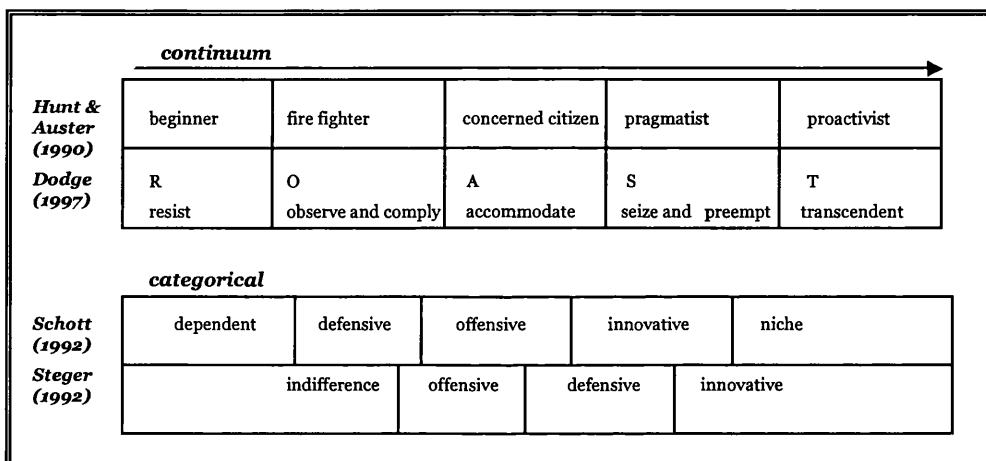 continuum
Hunt & Auster (1990) beginner fire fighter concerned citizen pragmatist proactivist
Dodge (1997) R O A S T
resist observe and comply accommodate seize and preempt transcendent
categorical
Schott (1992) dependent defensive offensive innovative niche
Steger (1992) indifference offensive defensive innovative